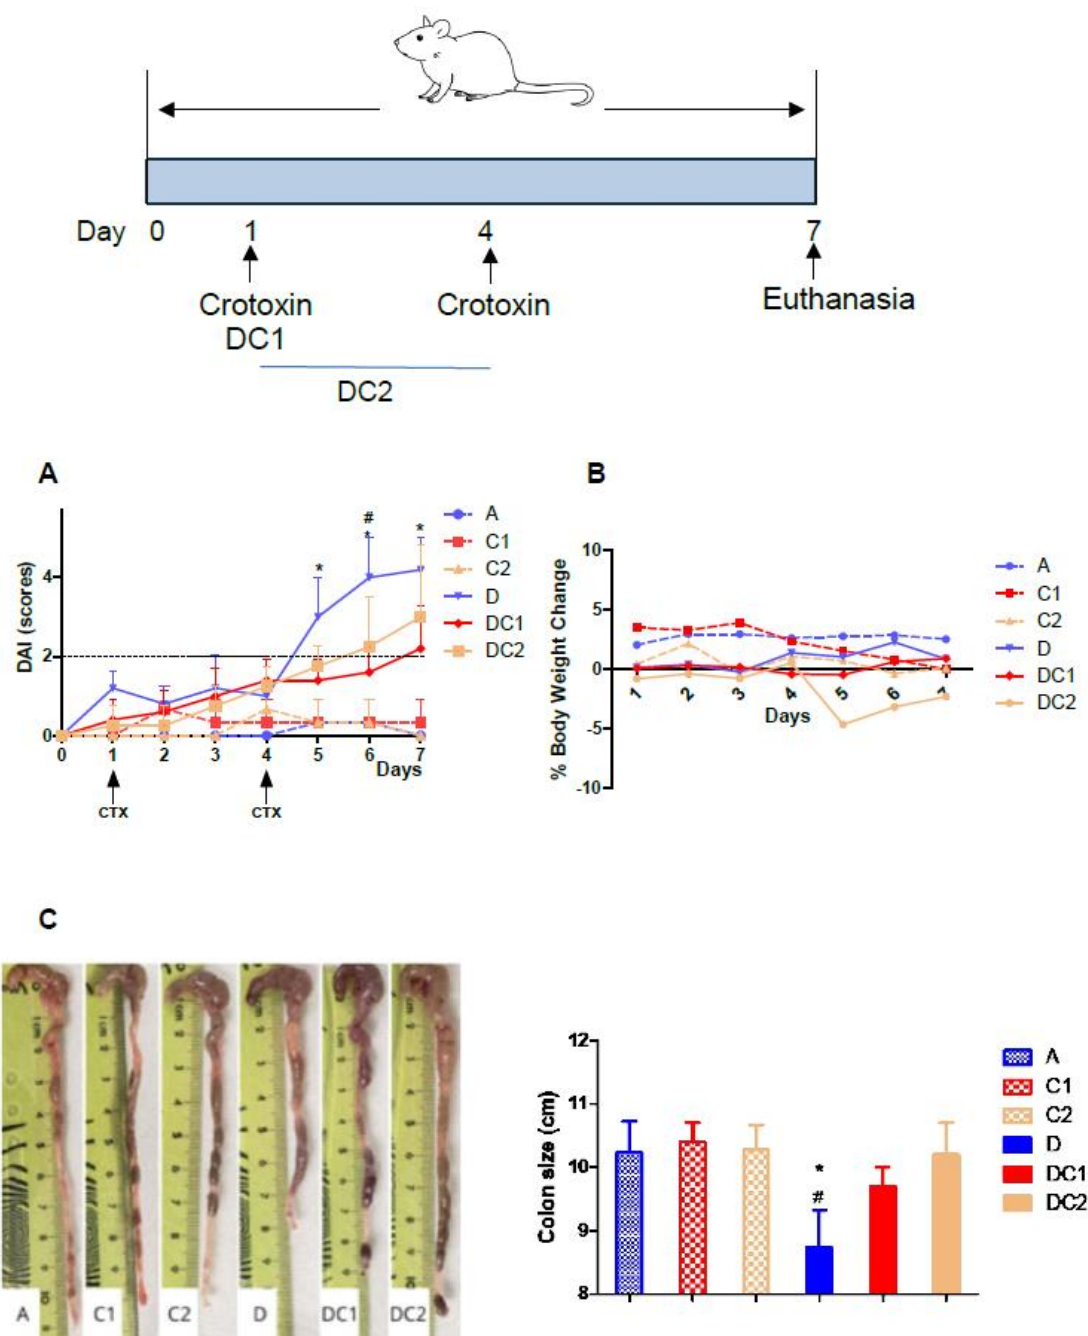 Day 0 1 4 7
Crotoxin Crotoxin Euthanasia
DC1
DC2
A
DAI (scores)
4
2
0
0 1 2 3 4 5 6 7
Days
CTX CTX
* # * *
A
C1
C2
D
DC1
DC2
B
% Body Weight Change
10
5
0
-5
-10
1 2 3 4 5 6 7
Days
A
C1
C2
D
DC1
DC2
C
A C1 C2 D DC1 DC2
Colon size (cm)
12
11
10
9
8
*
#
A
C1
C2
D
DC1
DC2